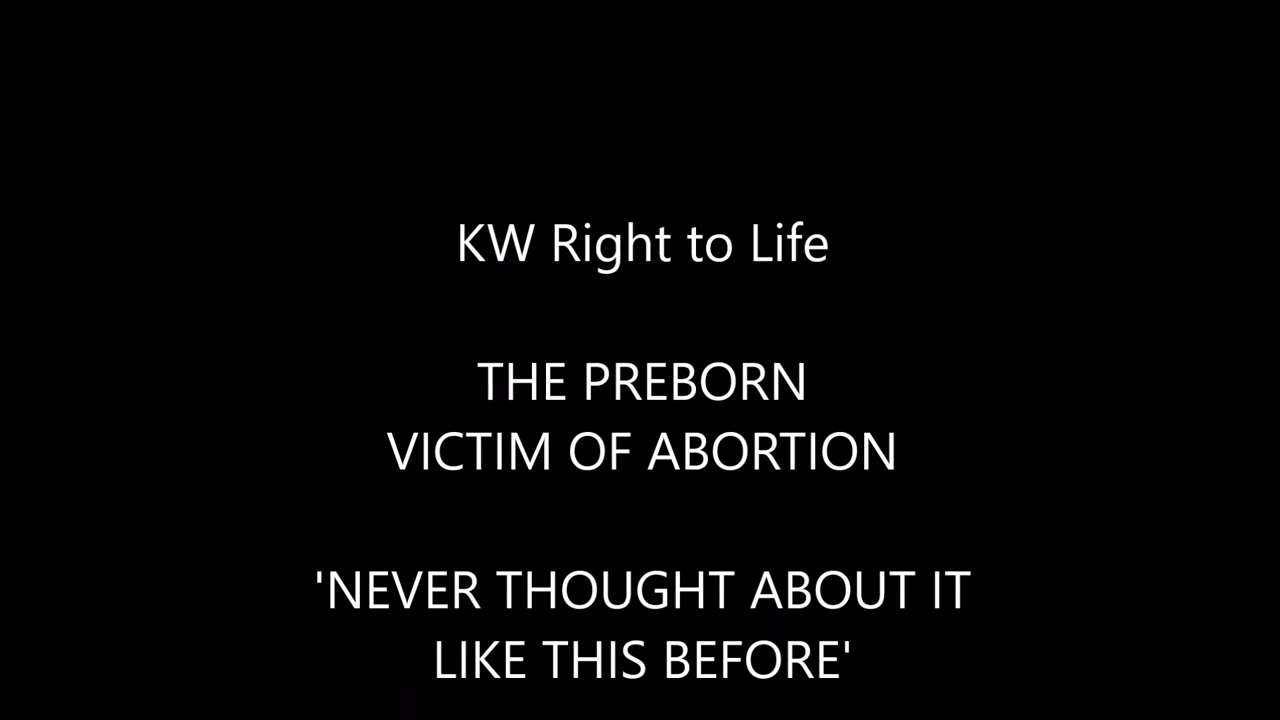 KW Right to Life
THE PREBORN
VICTIM OF ABORTION
'NEVER THOUGHT ABOUT IT
LIKE THIS BEFORE'